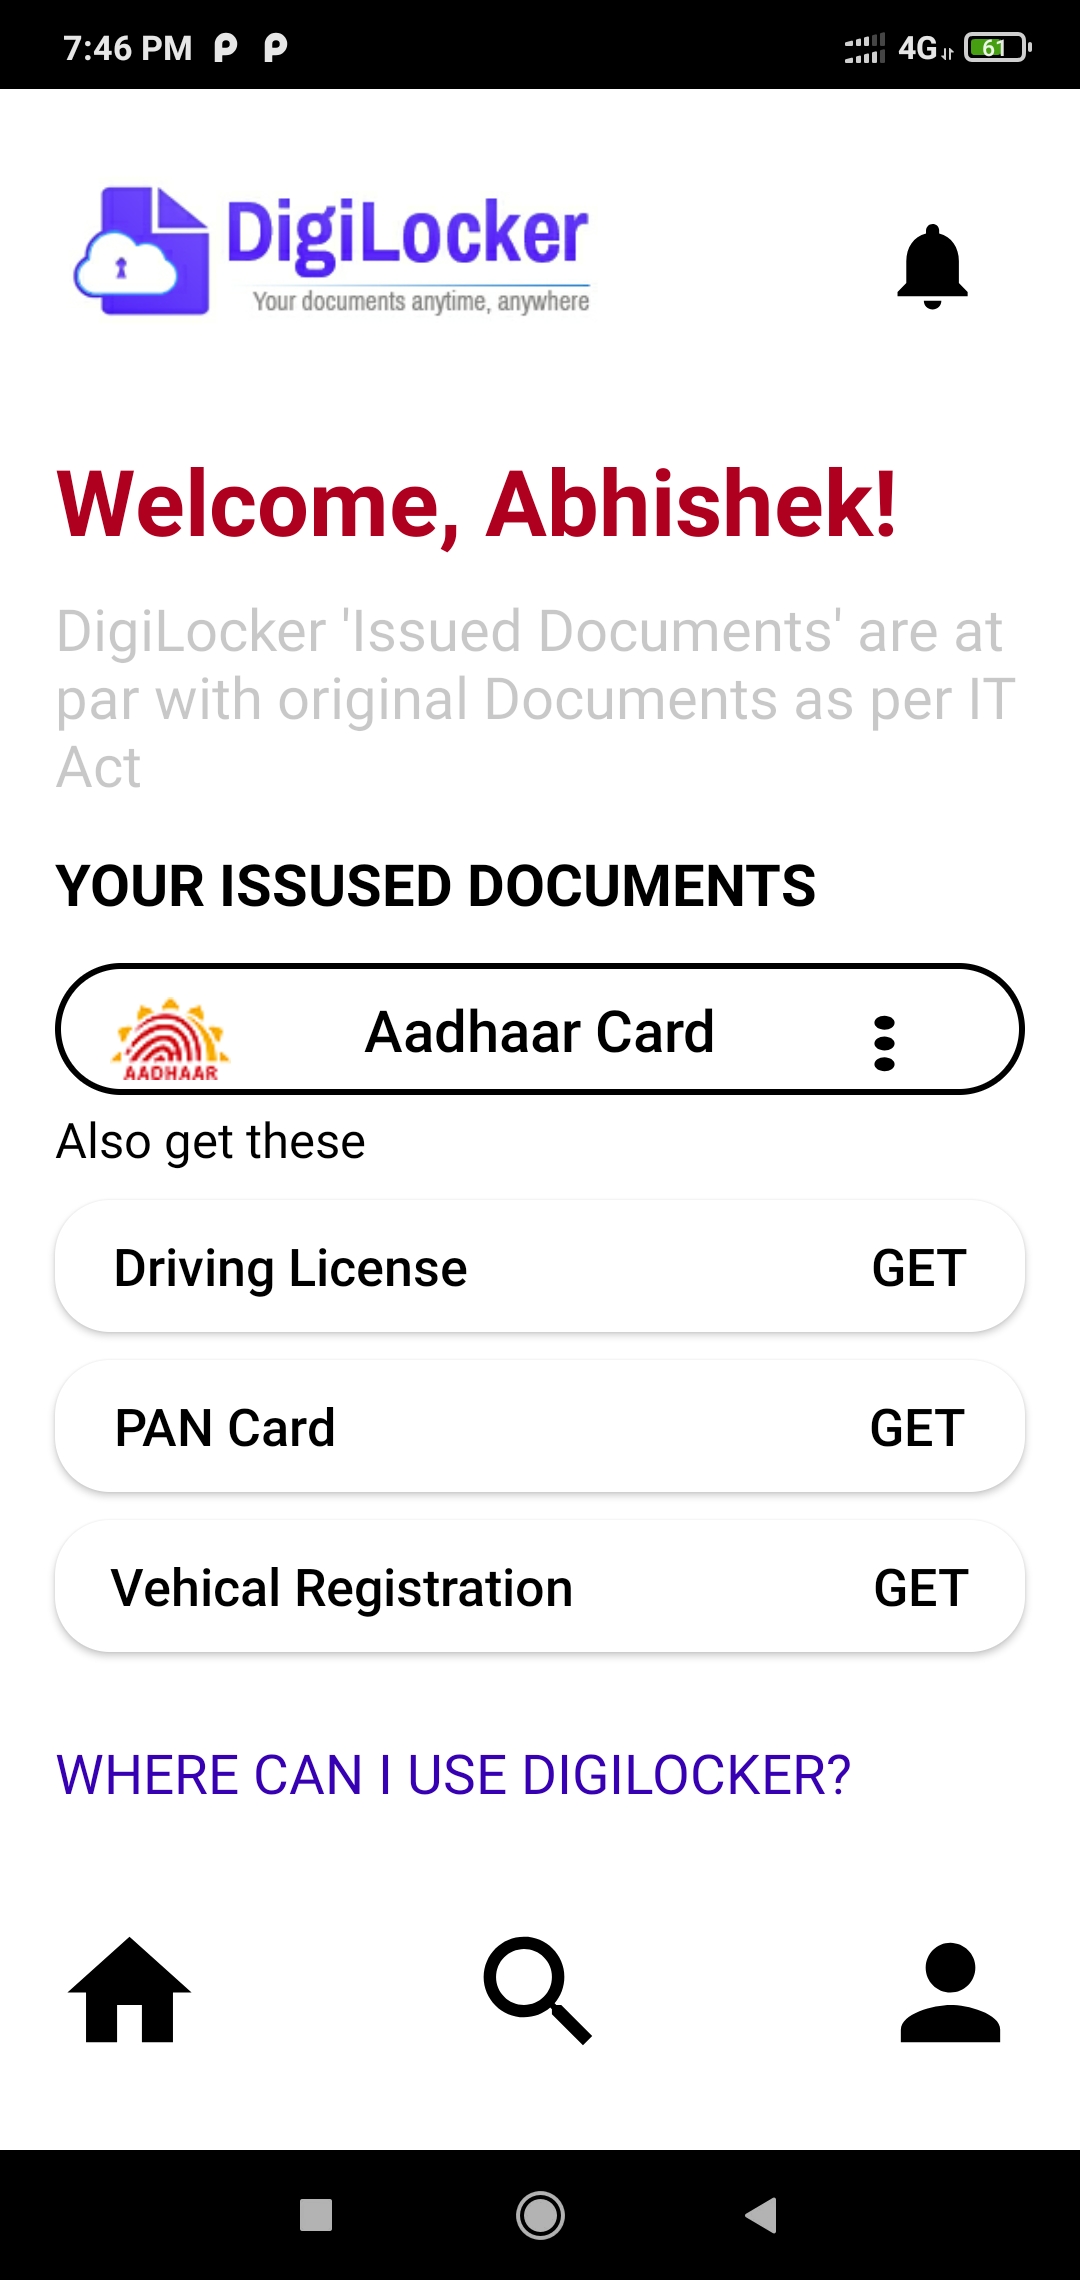 7:46 PM
4G
61
DigiLocker
Your documents anytime, anywhere
Welcome, Abhishek!
DigiLocker 'Issued Documents' are at
par with original Documents as per IT
Act
YOUR ISSUSED DOCUMENTS
AADHAAR
Aadhaar Card
Also get these
Driving License GET
PAN Card GET
Vehical Registration GET
WHERE CAN I USE DIGILOCKER?